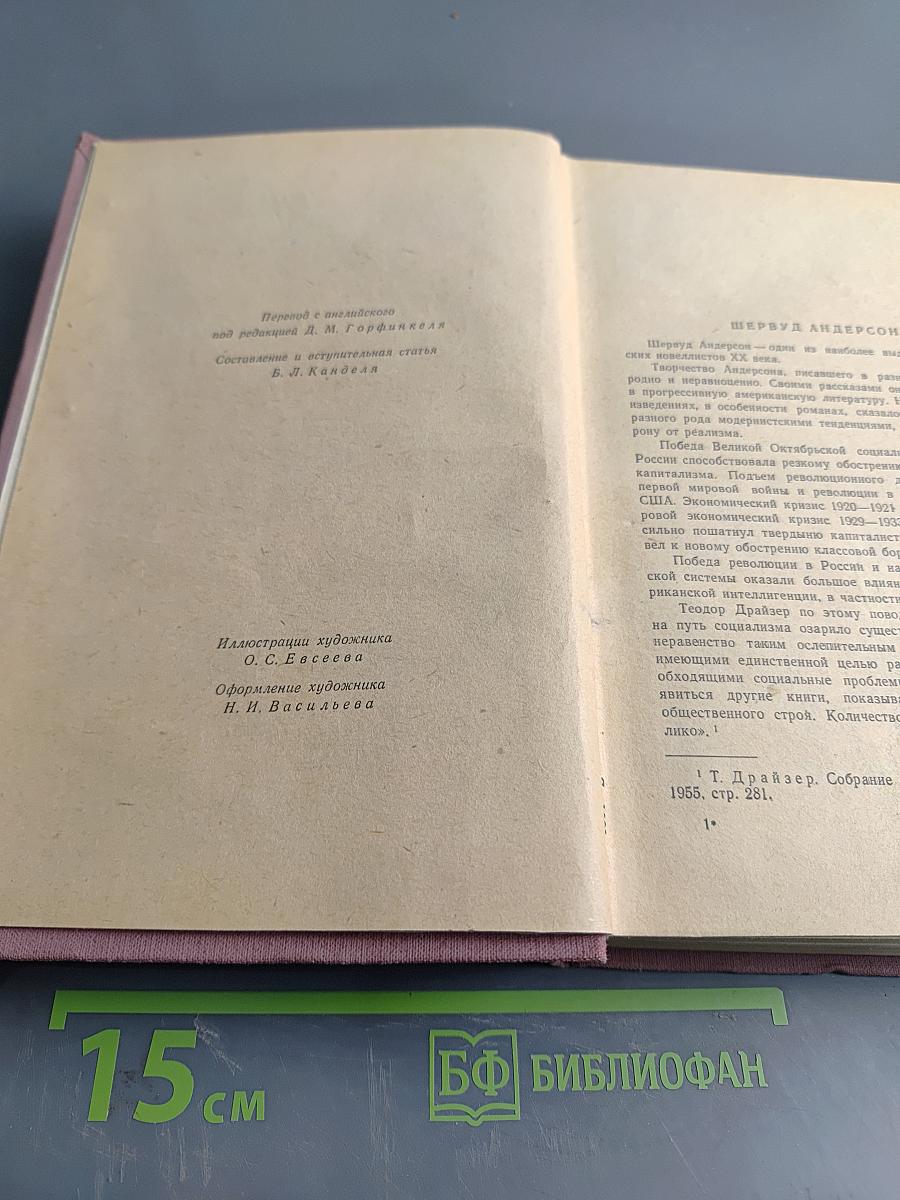 Перевод с английского
под редакцией Д. М. Горфинкеля
Составление и вступительная статья
Б. Л. Канделя
Иллюстрации художника
О. С. Евсеева
Оформление художника
Н. И. Васильева
ШЕРВУД АНДЕРСОН
Шервуд Андерсон — один из наиболее
ских новеллистов XX века.
Творчество Андерсона, писавшего в
родно и неравноценно. Своими рассказами
в прогрессивную американскую литературу.
изведениях, в особенности романах,
разного рода модернистскими тенденциями,
рону от реализма.
Победа Великой Октябрьской
России способствовала резкому
капитализма. Подъем революционного
первой мировой войны и революции в
США. Экономический кризис 1920—1921
ровой экономический кризис
сильно пошатнул твердыню
вел к новому обострению классовой
Победа революции в России и
ской системы оказали большое
риканской интеллигенции, в частности
Теодор Драйзер по этому
на путь социализма озарило
неравенство таким ослепительным
имеющими единственной целью
обходящими социальные
явиться другие книги,
общественного строй. Количество
лико». ¹
¹ Т. Драйзер. Собрание
1955, стр. 281.
1*
15 см
БФ БИБЛИОФАН